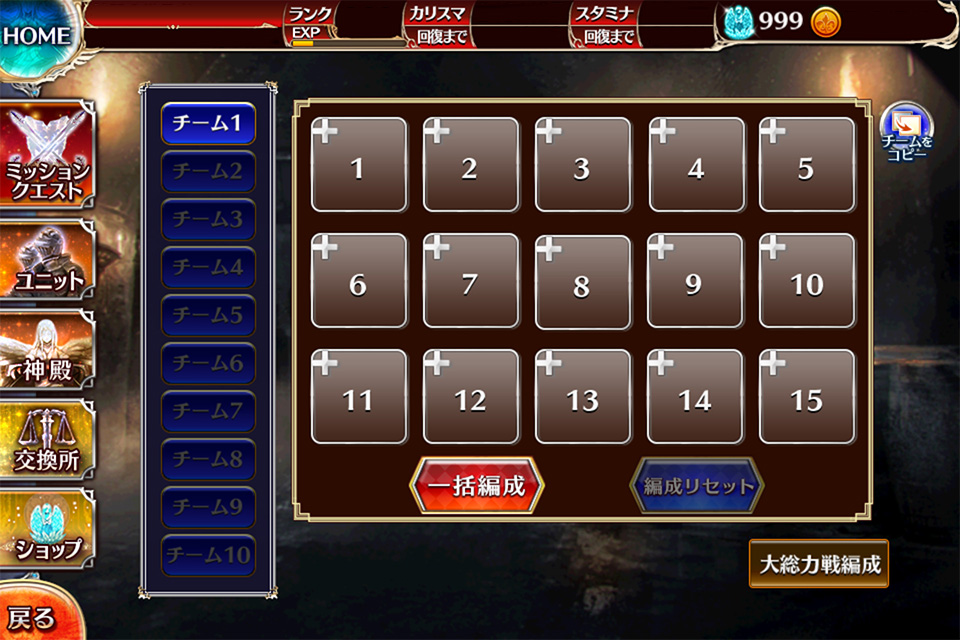 HOME
ランク
EXP
カリスマ
回復まで
スタミナ
回復まで
999
ミッション
クエスト
ユニット
神殿
交換所
ショップ
戻る
チーム1
チーム2
チーム3
チーム4
チーム5
チーム6
チーム7
チーム8
チーム9
チーム10
1 2 3 4 5
6 7 8 9 10
11 12 13 14 15
一括編成
編成リセット
チームを
コピー
大総力戦編成